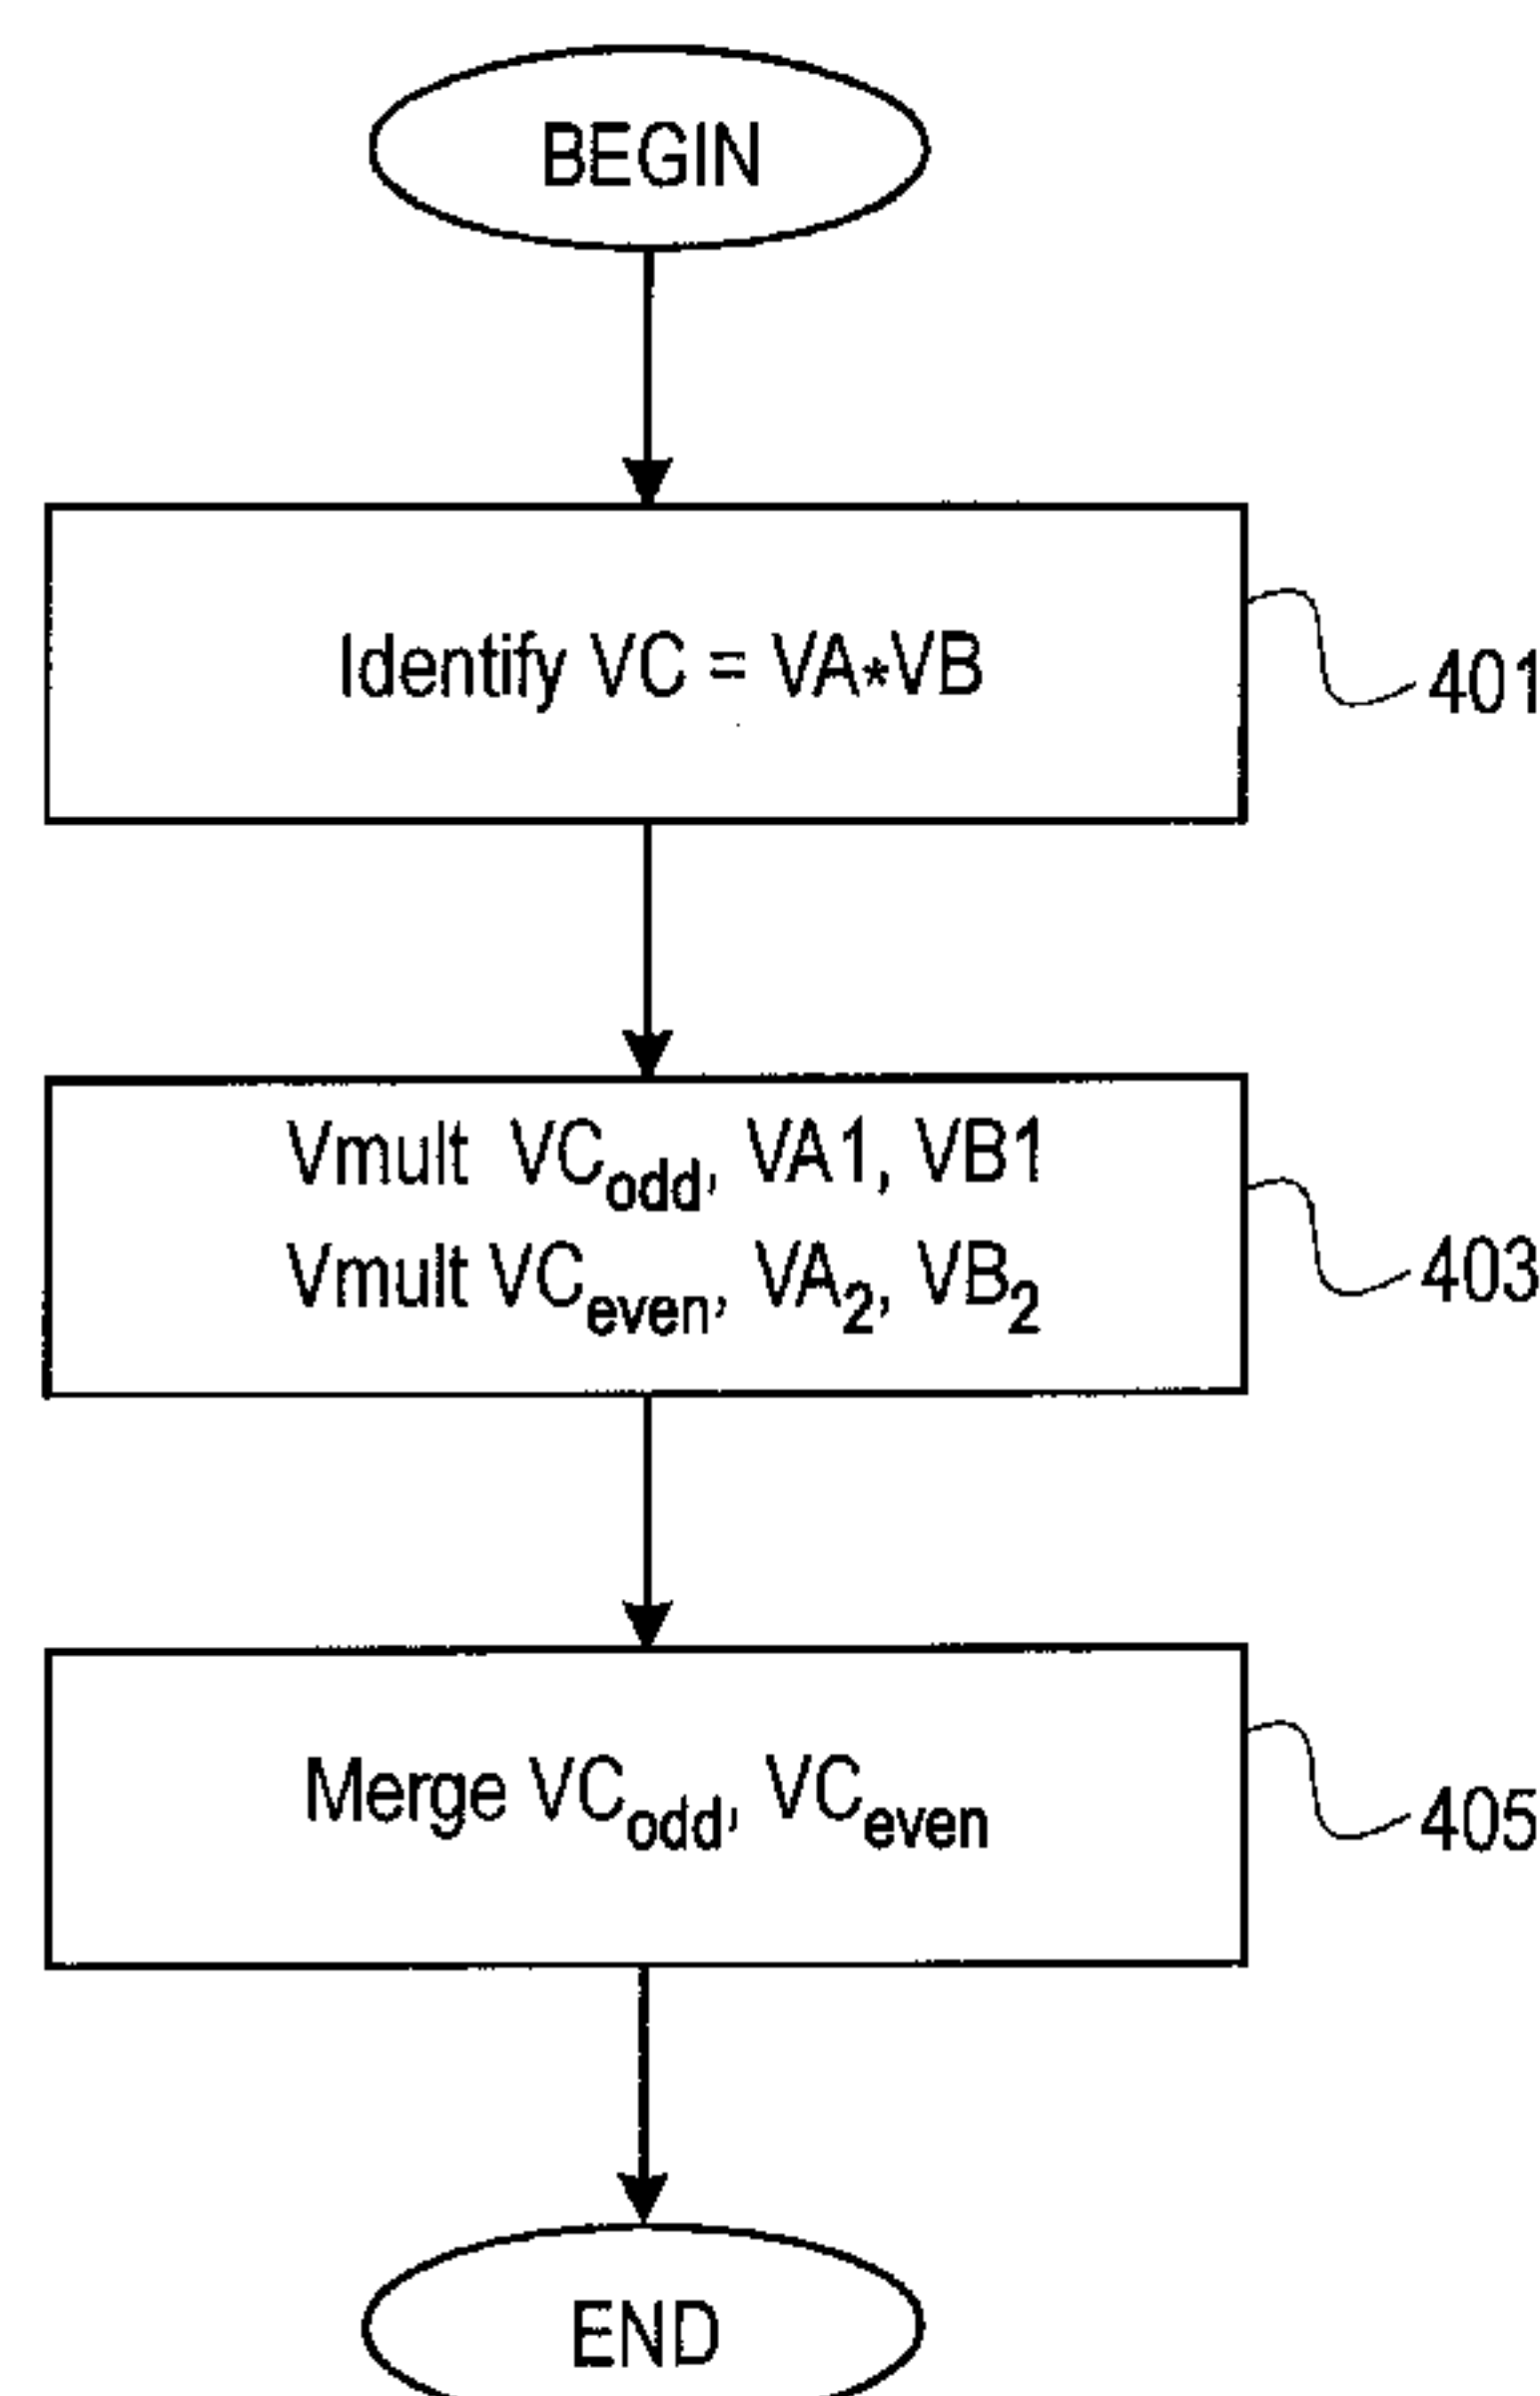 BEGIN
Identify VC = VA*VB
401
Vmult VCodd, VA1, VB1
Vmult VCeven, VA2, VB2
403
Merge VCodd, VCeven
405
END